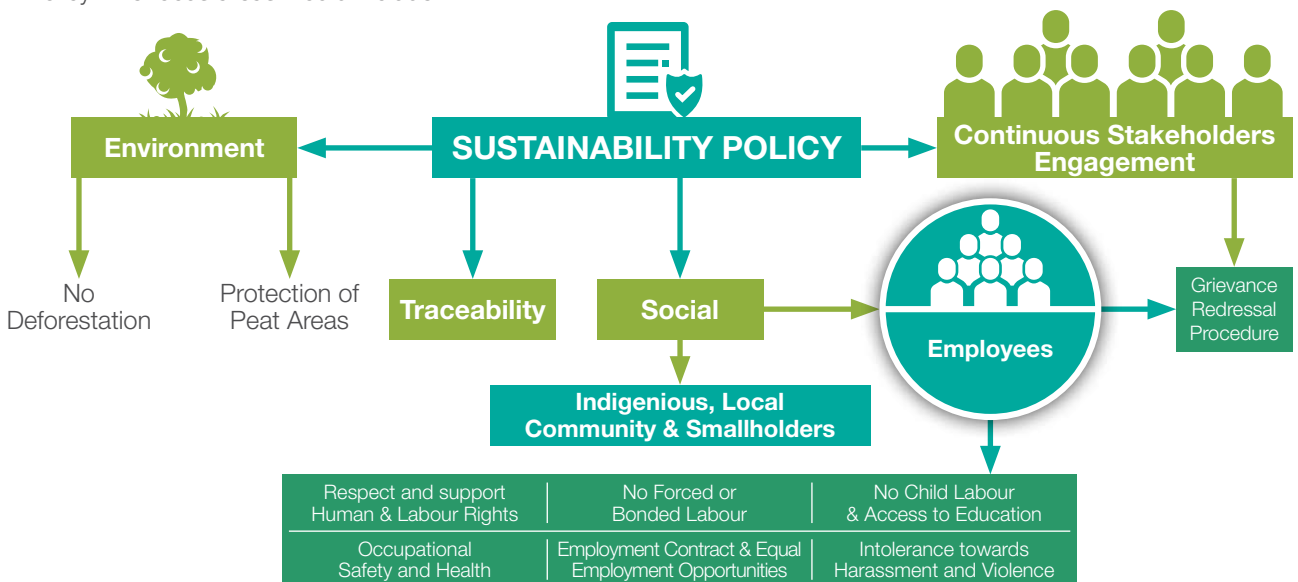 Environment
SUSTAINABILITY POLICY
Continuous Stakeholders
Engagement
No
Deforestation
Protection of
Peat Areas
Traceability
Social
Employees
Grievance
Redressal
Procedure
Indigenious, Local
Community & Smallholders
Respect and support
Human & Labour Rights
No Forced or
Bonded Labour
No Child Labour
& Access to Education
Occupational
Safety and Health
Employment Contract & Equal
Employment Opportunities
Intolerance towards
Harassment and Violence